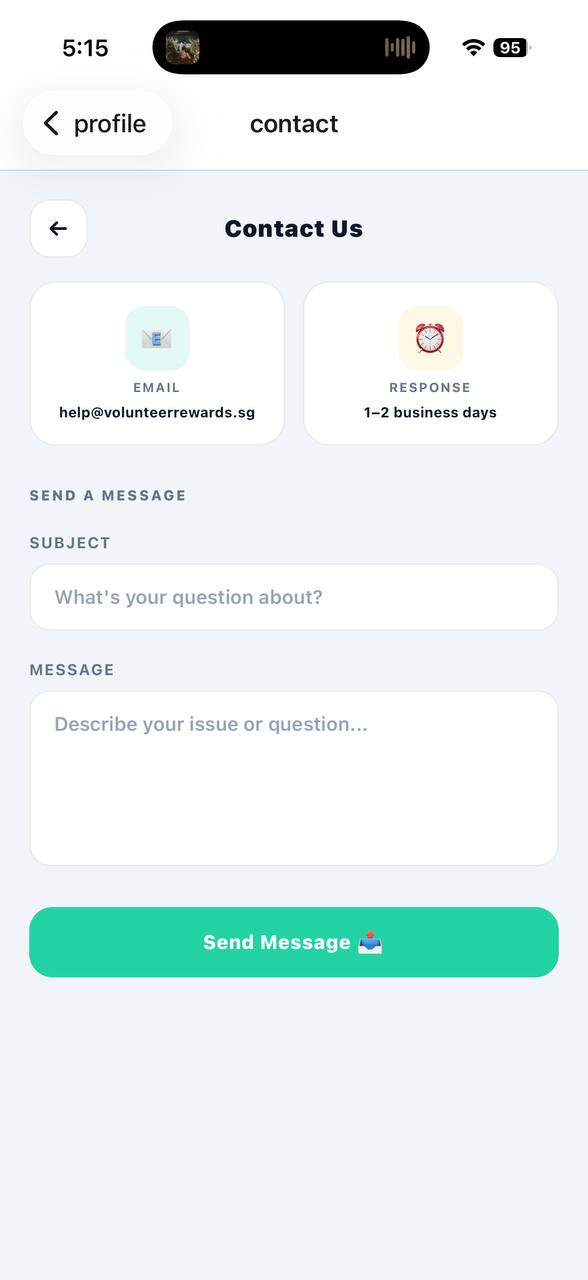 5:15
95
profile
contact
Contact Us
EMAIL
help@volunteerrewards.sg
RESPONSE
1–2 business days
SEND A MESSAGE
SUBJECT
What's your question about?
MESSAGE
Describe your issue or question...
Send Message